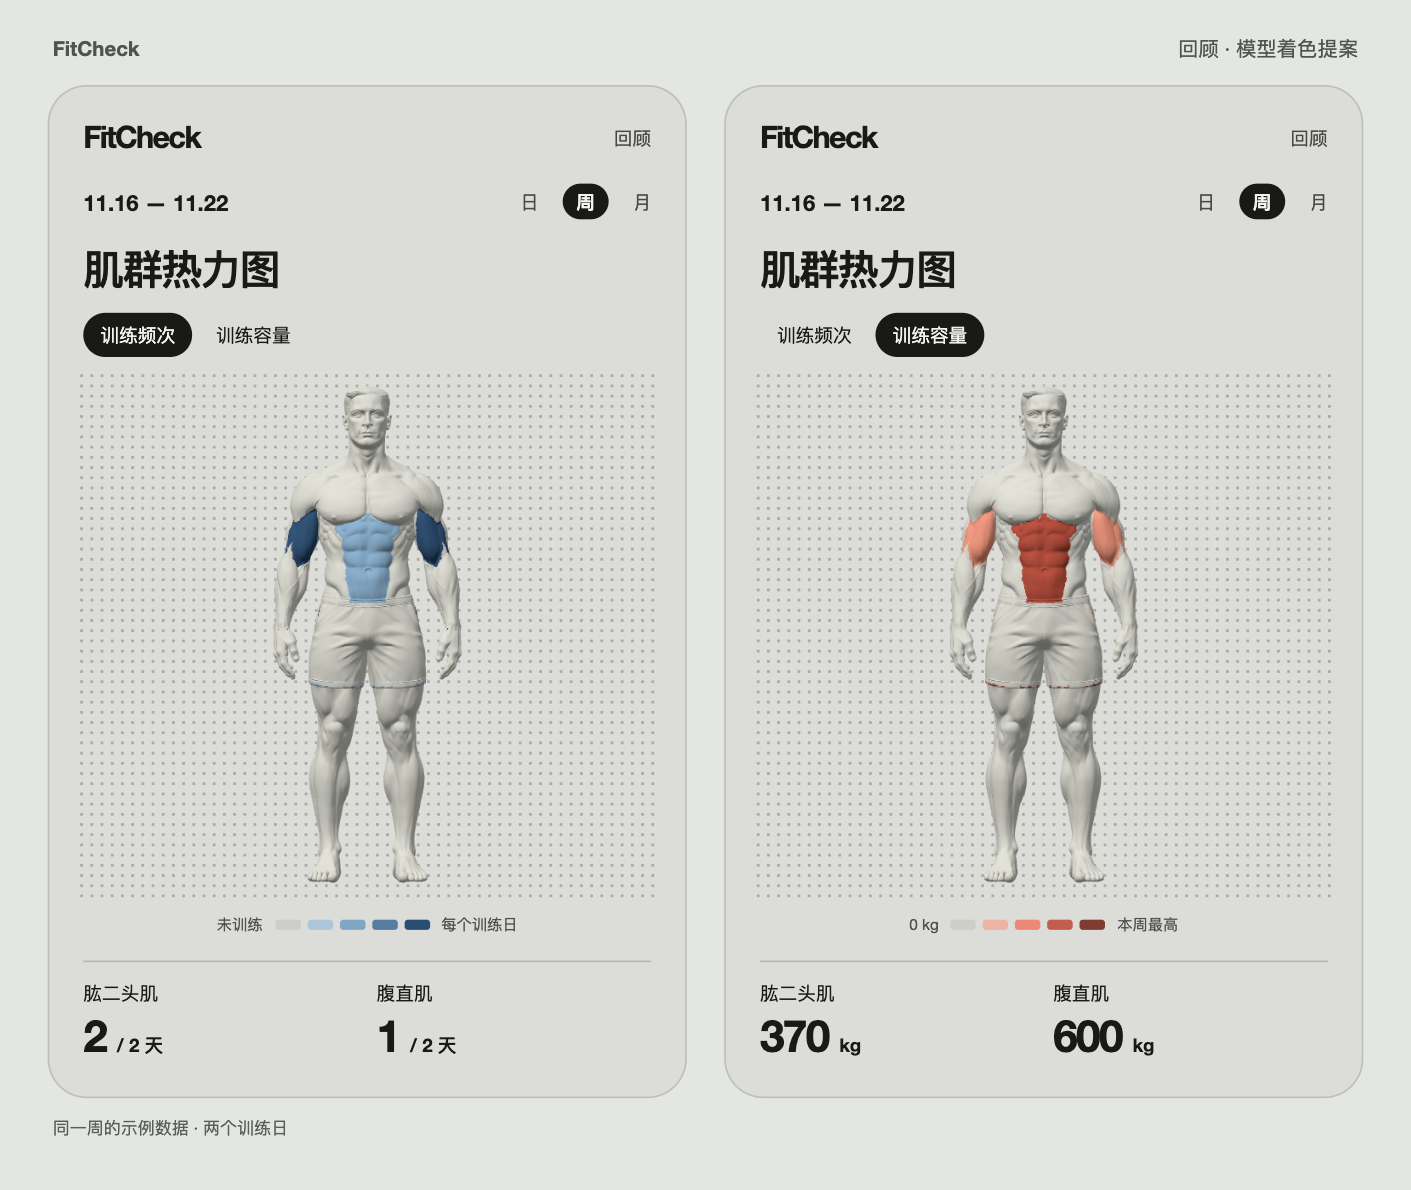 FitCheck
回顾 · 模型着色提案
FitCheck
回顾
11.16 — 11.22
日 周 月
肌群热力图
训练频次 训练容量
未训练 每个训练日
肱二头肌 腹直肌
2 / 2 天 1 / 2 天
FitCheck
回顾
11.16 — 11.22
日 周 月
肌群热力图
训练频次 训练容量
0 kg 本周最高
肱二头肌 腹直肌
370 kg 600 kg
同一周的示例数据 · 两个训练日